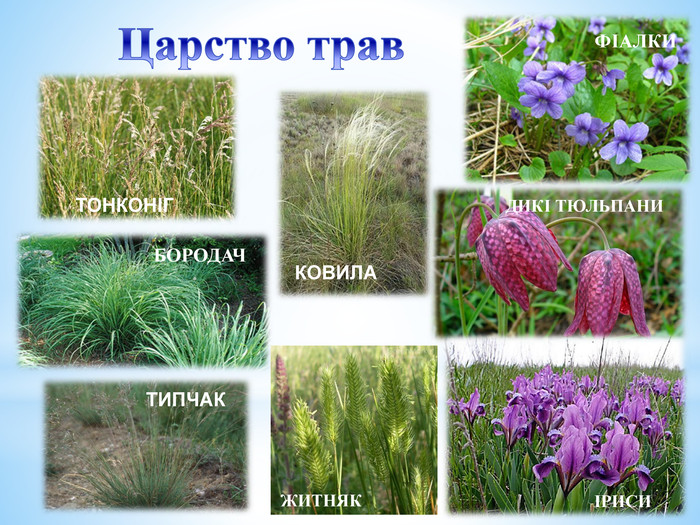 Царство трав
ФІАЛКИ
ТОНКОНІГ
ДИКІ ТЮЛЬПАНИ
БОРОДАЧ
КОВИЛА
ТИПЧАК
ЖИТНЯК
ІРИСИ